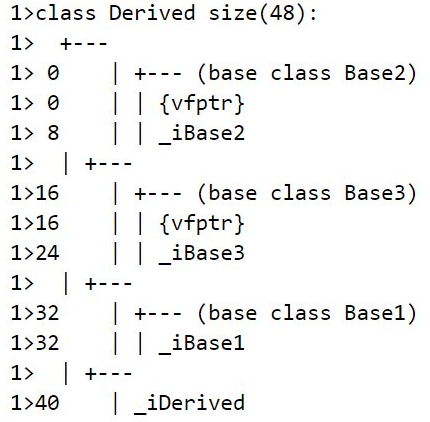 1>class Derived size(48):
1>  +---
1> 0    | +--- (base class Base2)
1> 0    | | {vfptr}
1> 8    | | _iBase2
1>  | +---
1>16    | +--- (base class Base3)
1>16    | | {vfptr}
1>24    | | _iBase3
1>  | +---
1>32    | +--- (base class Base1)
1>32    | | _iBase1
1>  | +---
1>40    | _iDerived